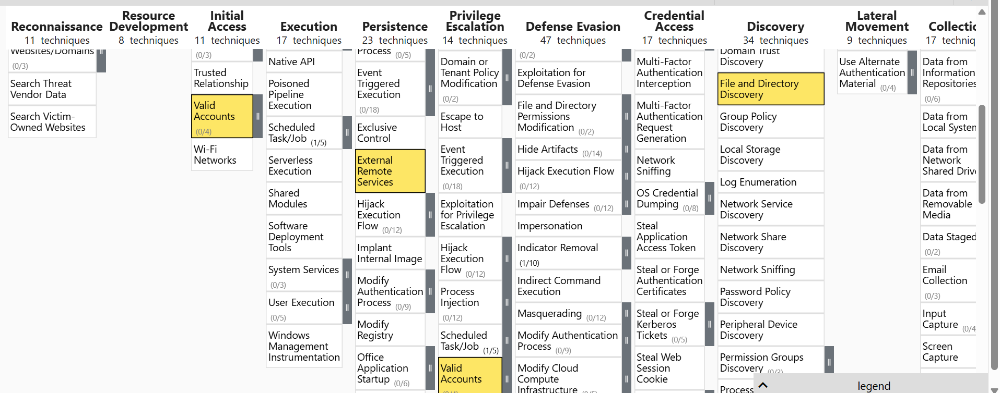 Reconnaissance
11 techniques
Websites/Domains
(0/3)
Search Threat
Vendor Data
Search Victim-
Owned Websites
Resource
Development
8 techniques
Initial
Access
11 techniques
(0/3)
Trusted
Relationship
Valid
Accounts
(0/4)
Wi-Fi
Networks
Execution
17 techniques
Native API
Poisoned
Pipeline
Execution
Scheduled
Task/Job (1/5)
Serverless
Execution
Shared
Modules
Software
Deployment
Tools
System Services
(0/3)
User Execution
(0/5)
Windows
Management
Instrumentation
Persistence
23 techniques
Process (0/5)
Event
Triggered
Execution
(0/18)
Exclusive
Control
External
Remote
Services
Hijack
Execution
Flow (0/12)
Implant
Internal Image
Modify
Authentication
Process (0/9)
Modify
Registry
Office
Application
Startup (0/6)
Privilege
Escalation
14 techniques
Domain or
Tenant Policy
Modification
(0/2)
Escape to
Host
Event
Triggered
Execution
(0/18)
Exploitation
for Privilege
Escalation
Hijack
Execution
Flow (0/12)
Process
Injection
(0/12)
Scheduled
Task/Job (1/5)
Valid
Accounts
Defense Evasion
47 techniques
(0/2)
Exploitation for
Defense Evasion
File and Directory
Permissions
Modification (0/2)
Hide Artifacts (0/14)
Hijack Execution Flow
(0/12)
Impair Defenses (0/12)
Impersonation
Indicator Removal
(1/10)
Indirect Command
Execution
Masquerading (0/12)
Modify Authentication
Process (0/9)
Modify Cloud
Compute
Infrastructure (0/5)
Credential
Access
17 techniques
Multi-Factor
Authentication
Interception
Multi-Factor
Authentication
Request
Generation
Network
Sniffing
OS Credential
Dumping (0/8)
Steal
Application
Access Token
Steal or Forge
Authentication
Certificates
Steal or Forge
Kerberos
Tickets (0/5)
Steal Web
Session
Cookie
Discovery
34 techniques
Domain Trust
Discovery
File and Directory
Discovery
Group Policy
Discovery
Local Storage
Discovery
Log Enumeration
Network Service
Discovery
Network Share
Discovery
Network Sniffing
Password Policy
Discovery
Peripheral Device
Discovery
Permission Groups
Discovery (0/3)
Process
Lateral
Movement
9 techniques
Use Alternate
Authentication
Material (0/4)
Collectic
17 techniq
Data from
Information
Repositories
(0/6)
Data from
Local System
Data from
Network
Shared Drive
Data from
Removable
Media
Data Staged
(0/2)
Email
Collection
(0/3)
Input
Capture (0/4
Screen
Capture
legend